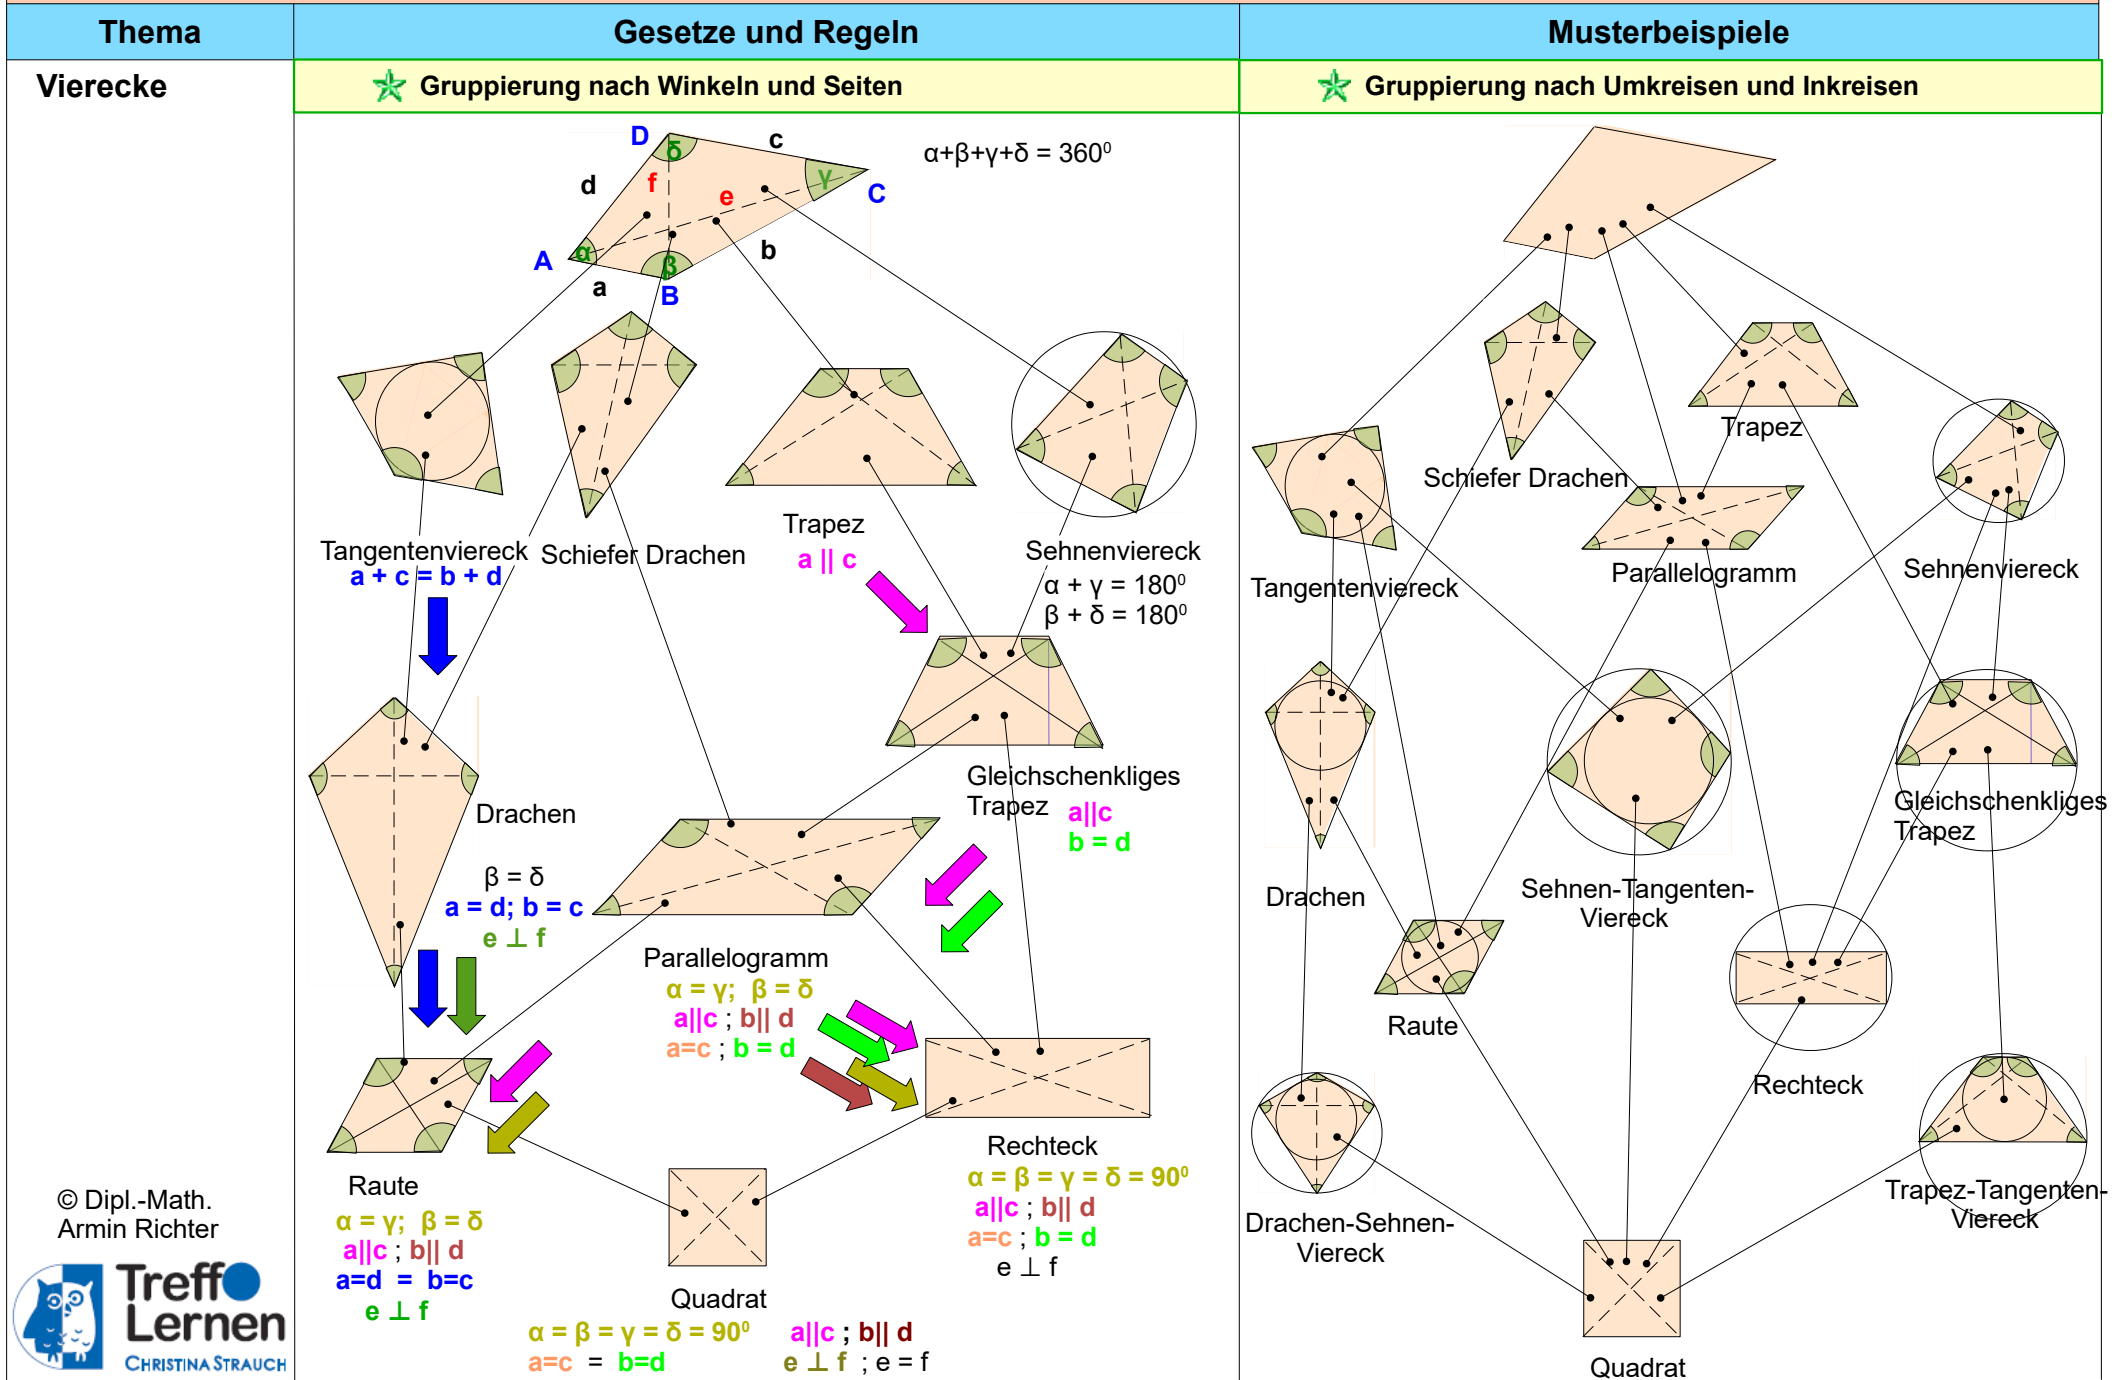 Thema
Gesetze und Regeln
Musterbeispiele
Vierecke
Gruppierung nach Winkeln und Seiten
Gruppierung nach Umkreisen und Inkreisen
D
δ
c
α+β+γ+δ = 360⁰
d
f
γ
C
e
A
α
β
b
a
B
Tangentenviereck
a + c = b + d
Schiefer Drachen
Trapez
a || c
Sehnenviereck
α + γ = 180⁰
β + δ = 180⁰
Drachen
β = δ
a = d; b = c
e ⊥ f
Gleichschenkliges
Trapez
a||c
b = d
Parallelogramm
α = γ; β = δ
a||c ; b|| d
a=c ; b = d
Raute
α = γ; β = δ
a||c ; b|| d
a=d = b=c
e ⊥ f
Rechteck
α = β = γ = δ = 90⁰
a||c ; b|| d
a=c ; b = d
e ⊥ f
Quadrat
α = β = γ = δ = 90⁰ a||c ; b|| d
a=c = b=d e ⊥ f ; e = f
Trapez
Schiefer Drachen
Tangentenviereck
Parallelogramm
Sehnenviereck
Drachen
Sehnen-Tangenten-
Viereck
Gleichschenkliges
Trapez
Raute
Rechteck
Drachen-Sehnen-
Viereck
Trapez-Tangenten-
Viereck
Quadrat
© Dipl.-Math.
Armin Richter
Treff
Lernen
CHRISTINA STRAUCH